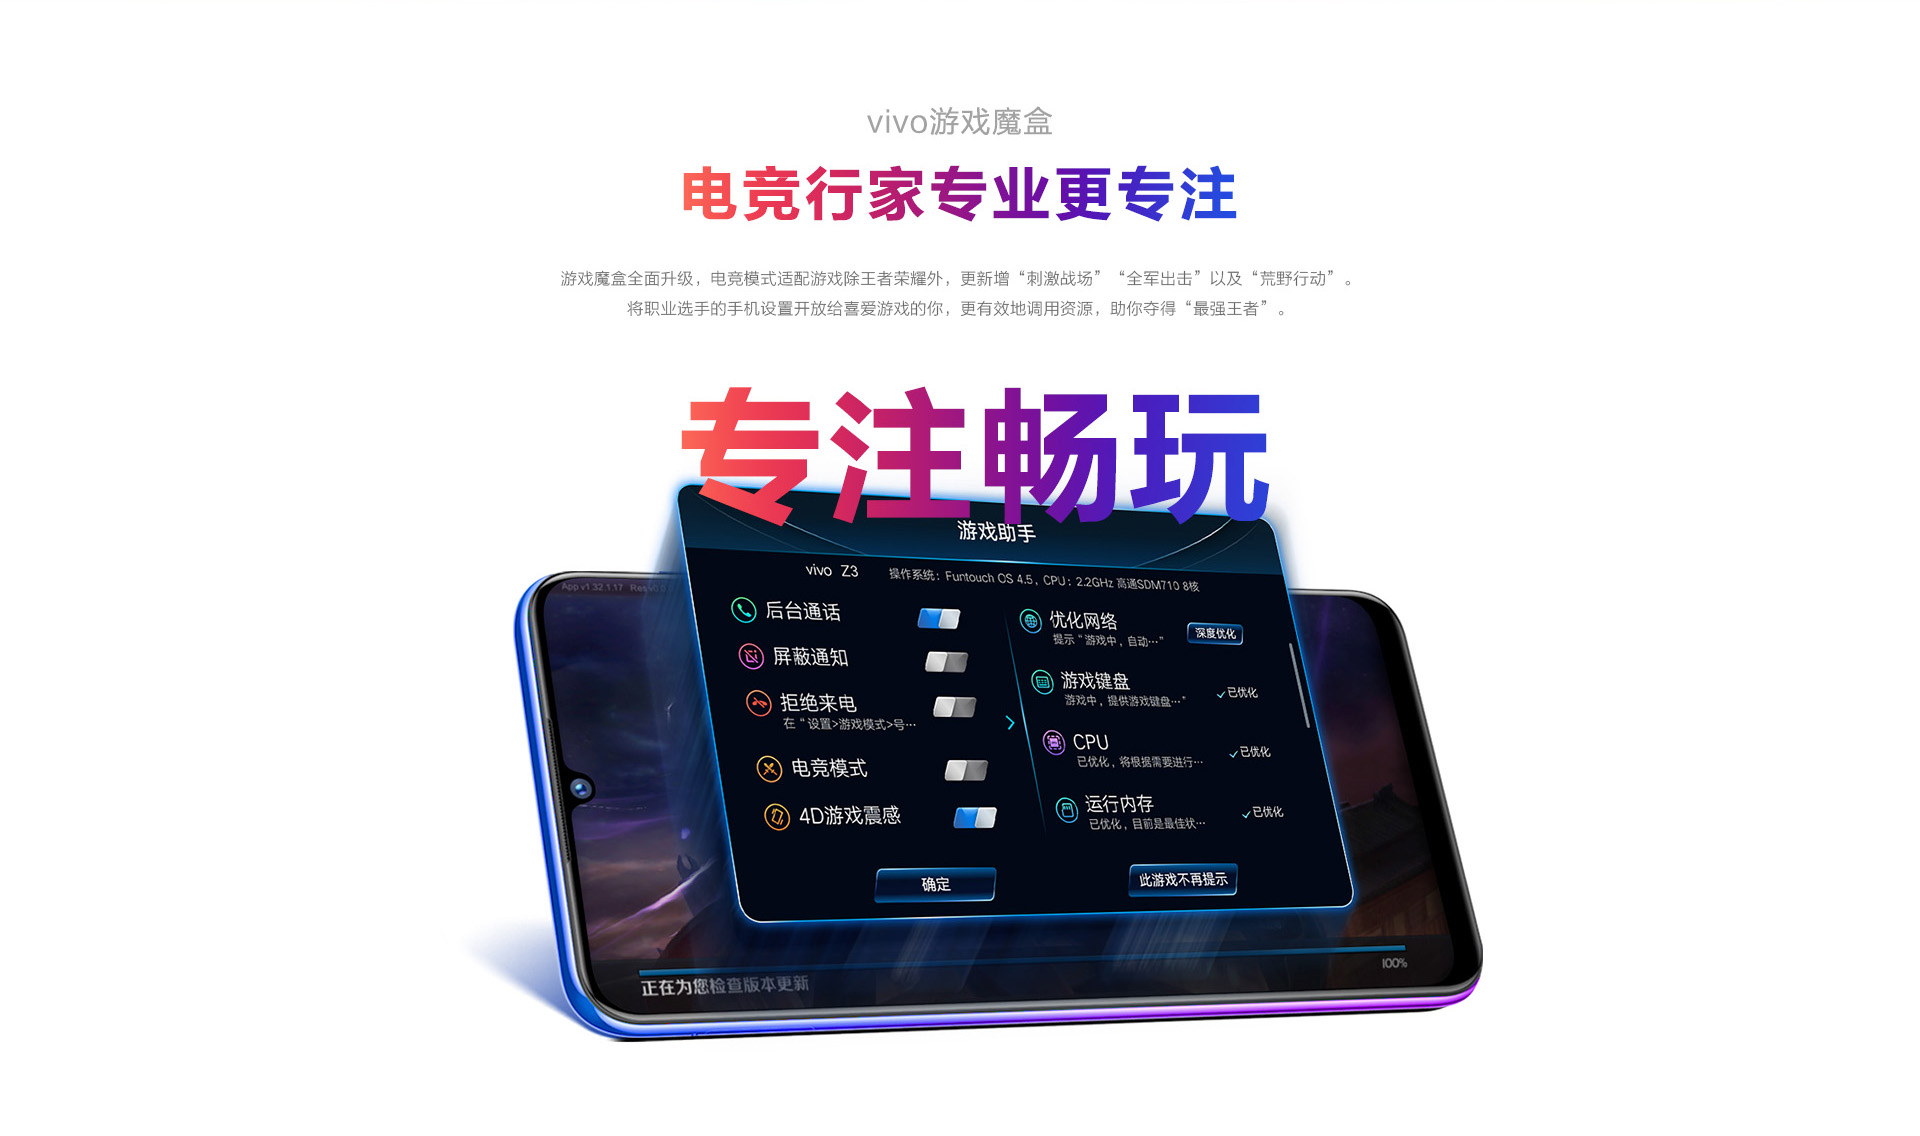 vivo游戏魔盒
电竞行家专业更专注
游戏魔盒全面升级，电竞模式适配游戏除王者荣耀外，更新增“刺激战场”“全军出击”以及“荒野行动”。
将职业选手的手机设置开放给喜爱游戏的你，更有效地调用资源，助你夺得“最强王者”。
专注畅玩
游戏助手
vivo Z3 操作系统：Funtouch OS 4.5，CPU：2.2GHz 高通SDM710 8核
App v1.32.1.17
后台通话
屏蔽通知
拒绝来电
在“设置>游戏模式>号…
电竞模式
4D游戏震感
优化网络
提示“游戏中，自动…”
深度优化
游戏键盘
游戏中，提供游戏键盘…”
已优化
CPU
已优化，将根据需要进行…
已优化
运行内存
已优化，目前是最佳状…
已优化
确定
此游戏不再提示
100%
正在为您检查版本更新